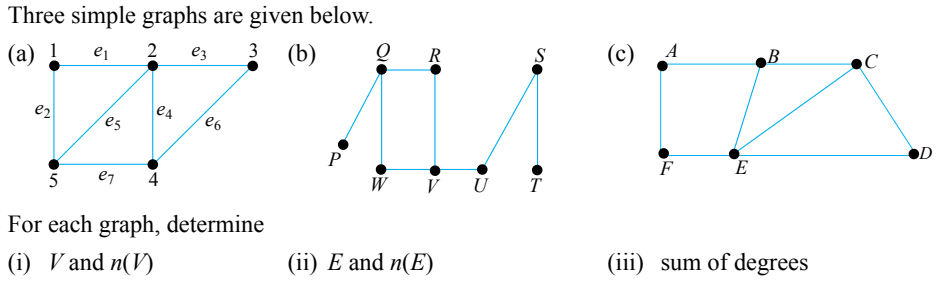 Three simple graphs are given below.
(a) 1 e1 2 e3 3 (b) Q R S (c) A B C
e2 e5 e4 e6
P
5 e7 4 W V U T F E D
For each graph, determine
(i) V and n(V) (ii) E and n(E) (iii) sum of degrees